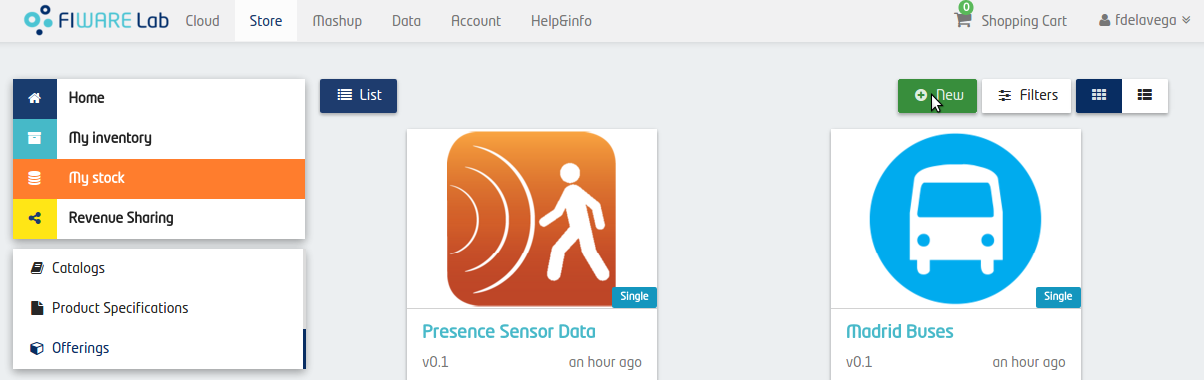 FIWARE Lab Cloud Store Mashup Data Account Help&info 0 Shopping Cart fdelavega
Home
My inventory
My stock
Revenue Sharing
Catalogs
Product Specifications
Offerings
List New Filters
Single Single
Presence Sensor Data Madrid Buses
v0.1 an hour ago v0.1 an hour ago